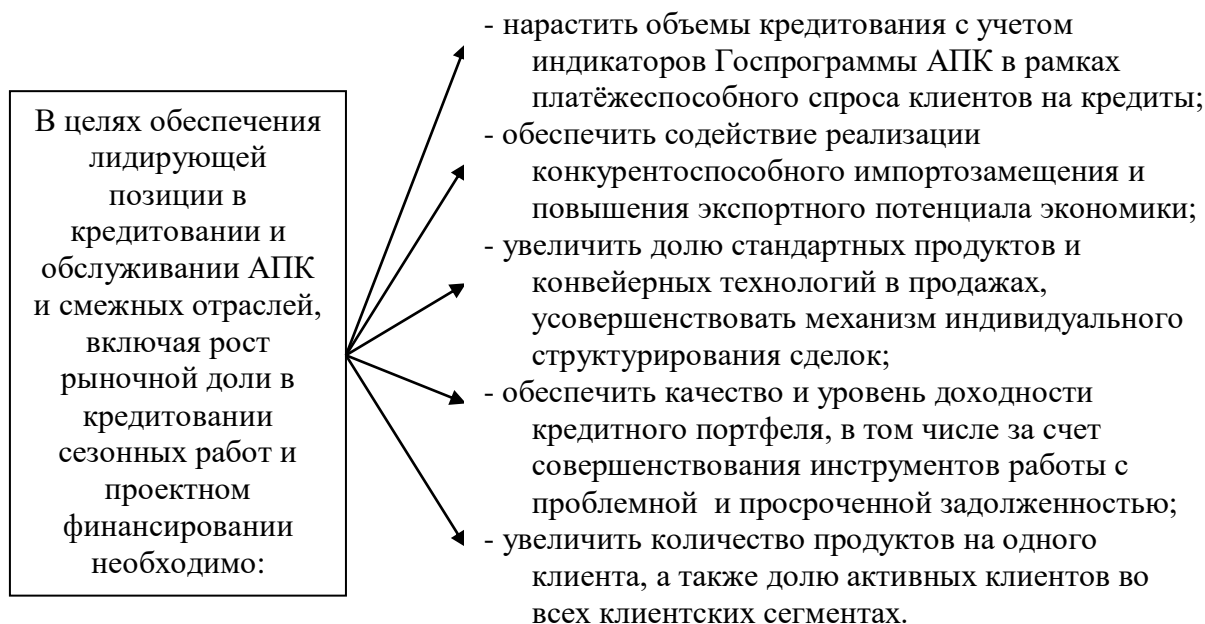 В целях обеспечения
лидирующей
позиции в
кредитовании и
обслуживании АПК
и смежных отраслей,
включая рост
рыночной доли в
кредитовании
сезонных работ и
проектном
финансировании
необходимо:
- нарастить объемы кредитования с учетом
индикаторов Госпрограммы АПК в рамках
платёжеспособного спроса клиентов на кредиты;
- обеспечить содействие реализации
конкурентоспособного импортозамещения и
повышения экспортного потенциала экономики;
- увеличить долю стандартных продуктов и
конвейерных технологий в продажах,
усовершенствовать механизм индивидуального
структурирования сделок;
- обеспечить качество и уровень доходности
кредитного портфеля, в том числе за счет
совершенствования инструментов работы с
проблемной и просроченной задолженностью;
- увеличить количество продуктов на одного
клиента, а также долю активных клиентов во
всех клиентских сегментах.